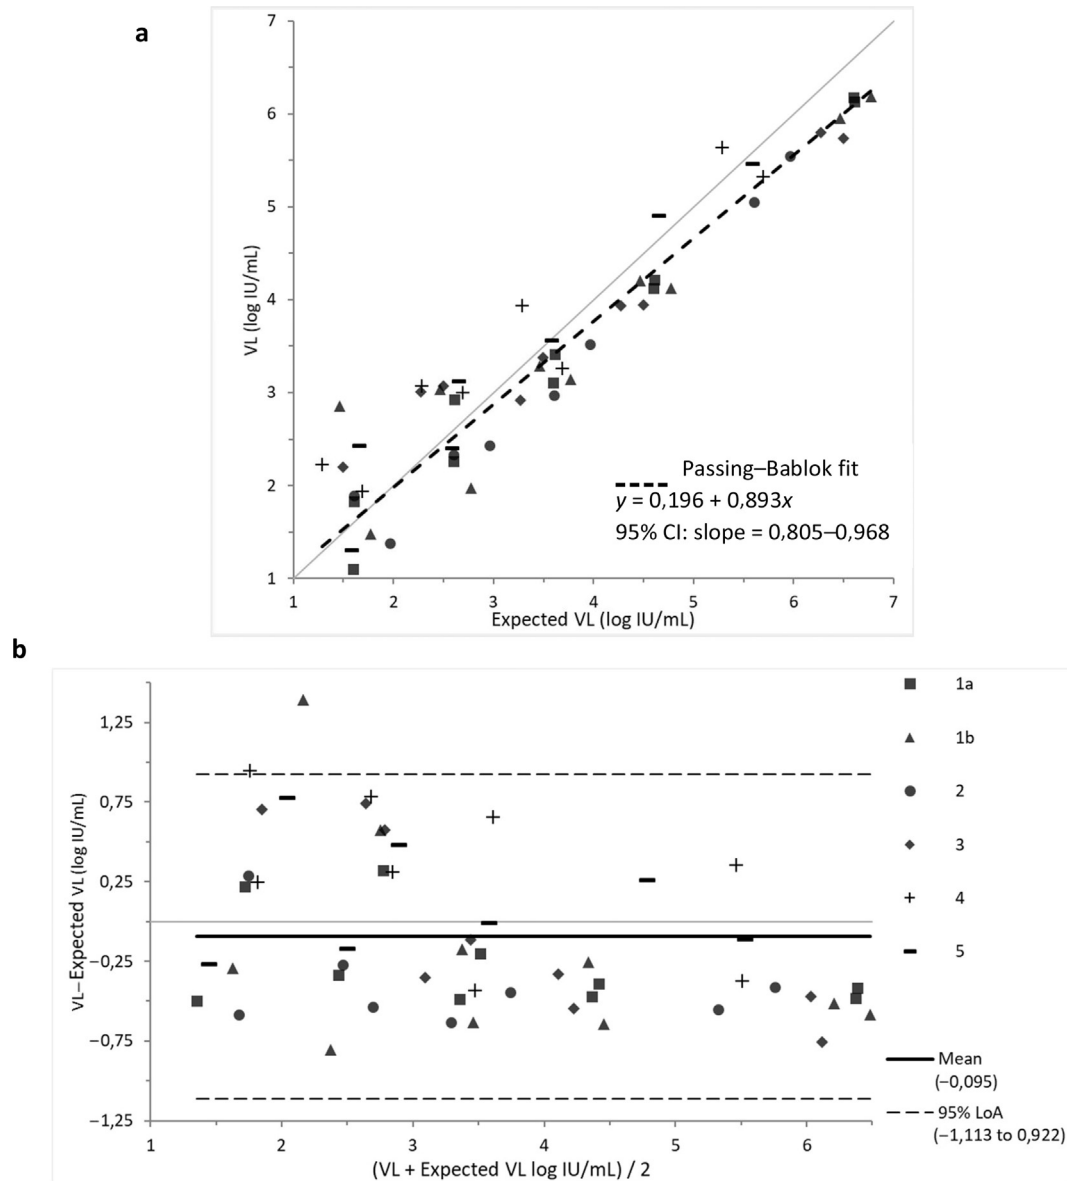 a
7
6
5
4
3
2
1
VL (log IU/mL)
Passing–Bablok fit
y = 0,196 + 0,893x
95% CI: slope = 0,805–0,968
1 2 3 4 5 6 7
Expected VL (log IU/mL)
b
1,25
0,75
0,25
−0,25
−0,75
−1,25
VL−Expected VL (log IU/mL)
1 2 3 4 5 6
(VL + Expected VL log IU/mL) / 2
1a
1b
2
3
4
5
Mean
(−0,095)
95% LoA
(−1,113 to 0,922)